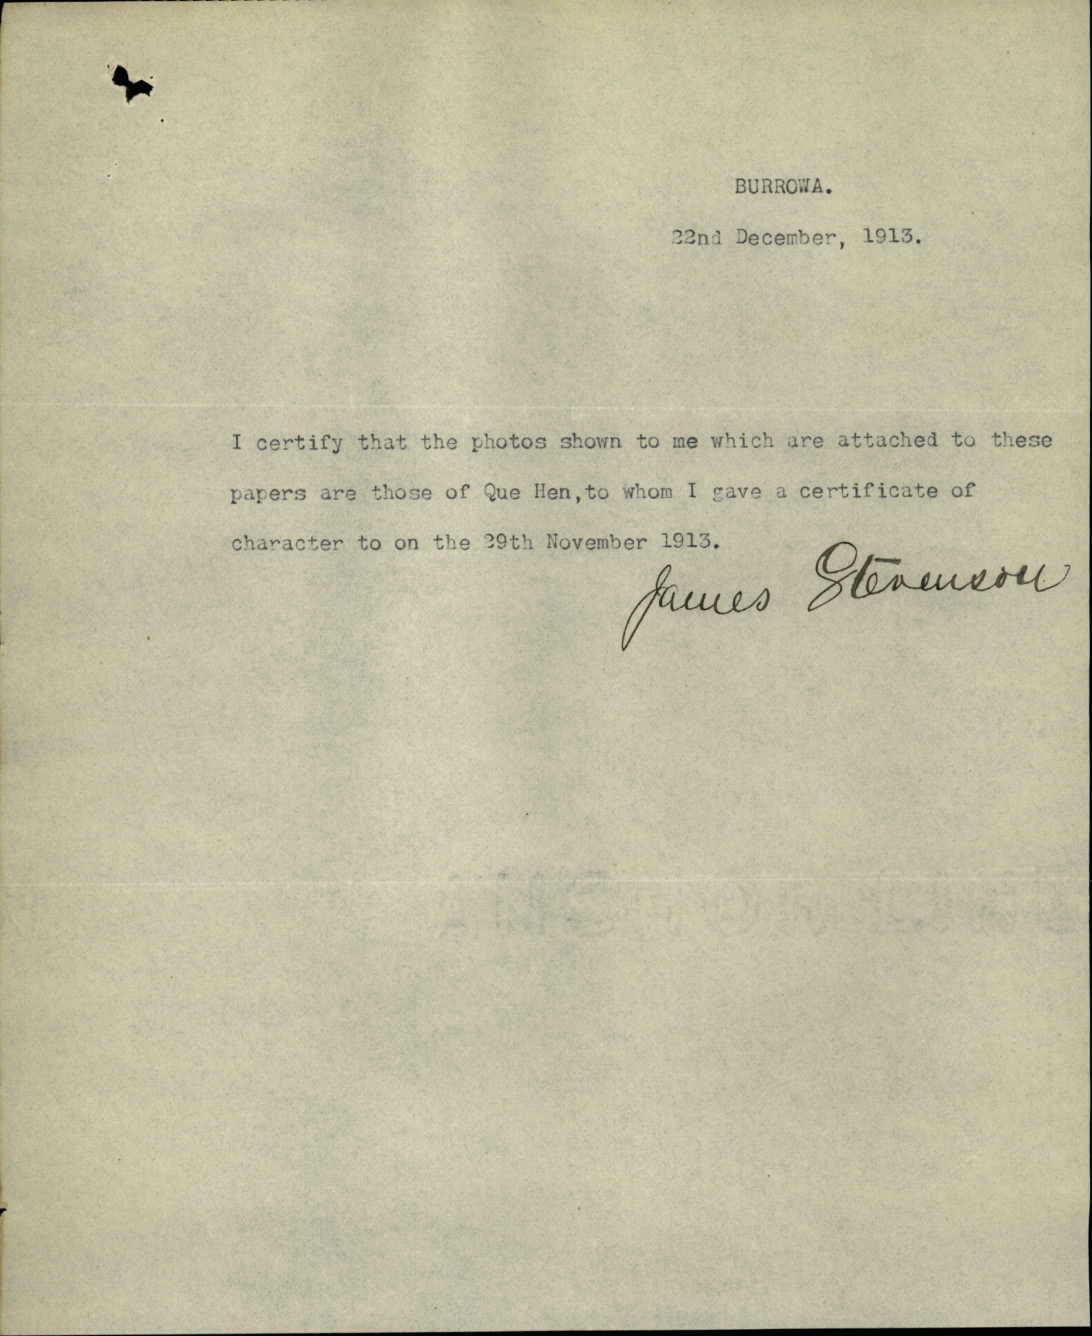 BURROWA.
22nd December, 1913.
I certify that the photos shown to me which are attached to these
papers are those of Que Hen,to whom I gave a certificate of
character to on the 29th November 1913.
James Stevenson